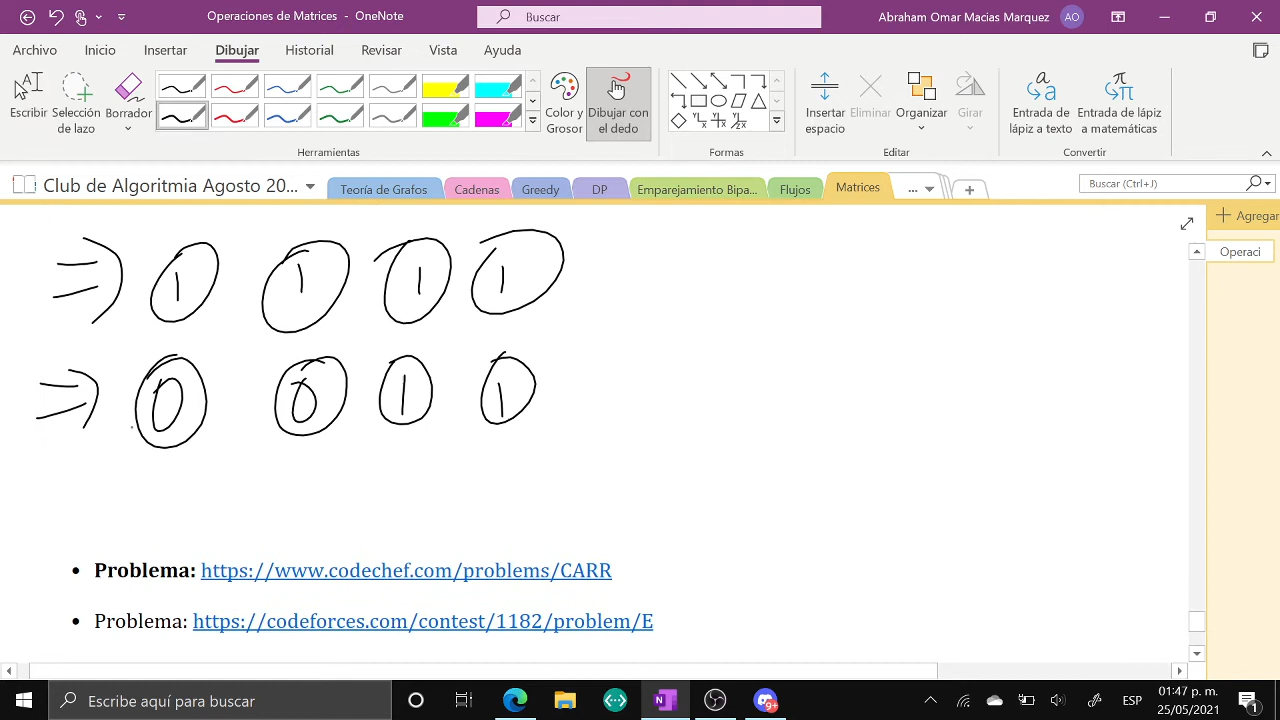 Operaciones de Matrices - OneNote
Buscar
Abraham Omar Macias Marquez AO
Archivo Inicio Insertar Dibujar Historial Revisar Vista Ayuda
Escribir
Selección de lazo
Borrador
Color y Grosor
Dibujar con el dedo
Insertar espacio
Eliminar
Organizar
Girar
Entrada de lápiz a texto
Entrada de lápiz a matemáticas
Herramientas
Formas
Editar
Convertir
Club de Algoritmia Agosto 20...
Teoría de Grafos Cadenas Greedy DP Emparejamiento Bipa... Flujos Matrices ... +
Buscar (Ctrl+J)
Agregar
Operaci
=> 1 1 1 1
=> 0 0 1 1
• Problema: https://www.codechef.com/problems/CARR
• Problema: https://codeforces.com/contest/1182/problem/E
Escribe aquí para buscar
9+
ESP
01:47 p. m.
25/05/2021
1